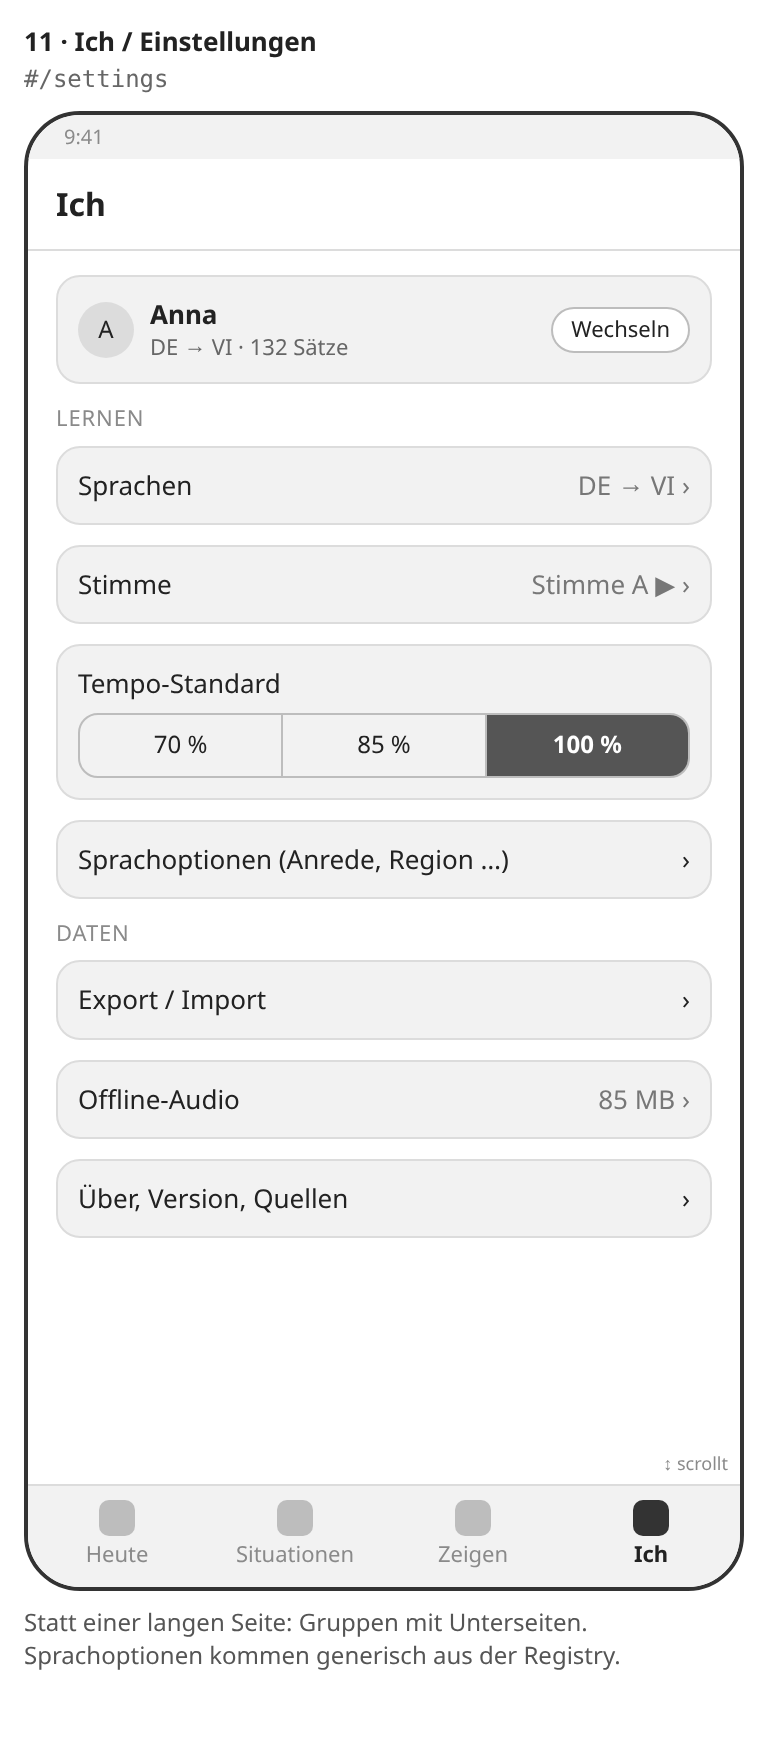 11 · Ich / Einstellungen
#/settings
9:41
Ich
A
Anna
DE → VI · 132 Sätze
Wechseln
LERNEN
Sprachen DE → VI ›
Stimme Stimme A ▶ ›
Tempo-Standard
70 % 85 % 100 %
Sprachoptionen (Anrede, Region ...) ›
DATEN
Export / Import ›
Offline-Audio 85 MB ›
Über, Version, Quellen ›
↕ scrollt
Heute Situationen Zeigen Ich
Statt einer langen Seite: Gruppen mit Unterseiten.
Sprachoptionen kommen generisch aus der Registry.